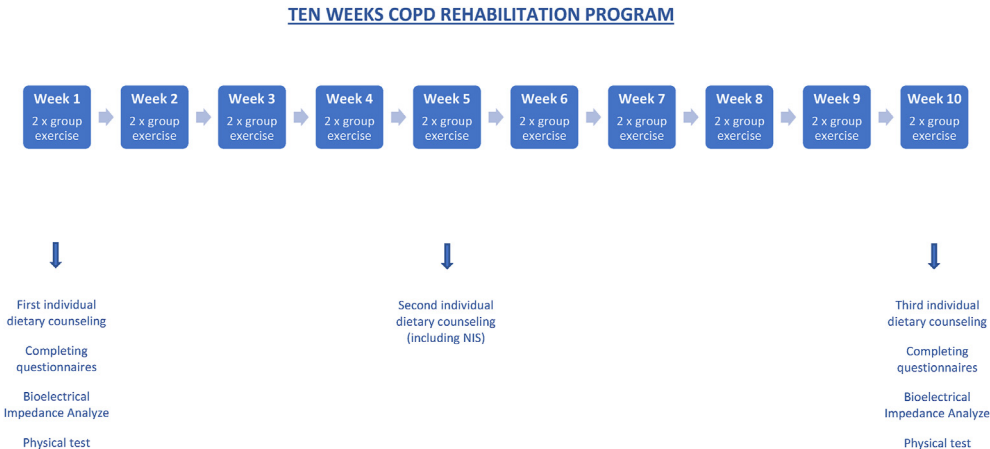 TEN WEEKS COPD REHABILITATION PROGRAM
Week 1
2 x group
exercise
Week 2
2 x group
exercise
Week 3
2 x group
exercise
Week 4
2 x group
exercise
Week 5
2 x group
exercise
Week 6
2 x group
exercise
Week 7
2 x group
exercise
Week 8
2 x group
exercise
Week 9
2 x group
exercise
Week 10
2 x group
exercise
First individual
dietary counseling
Completing
questionnaires
Bioelectrical
Impedance Analyze
Physical test
Second individual
dietary counseling
(including NIS)
Third individual
dietary counseling
Completing
questionnaires
Bioelectrical
Impedance Analyze
Physical test